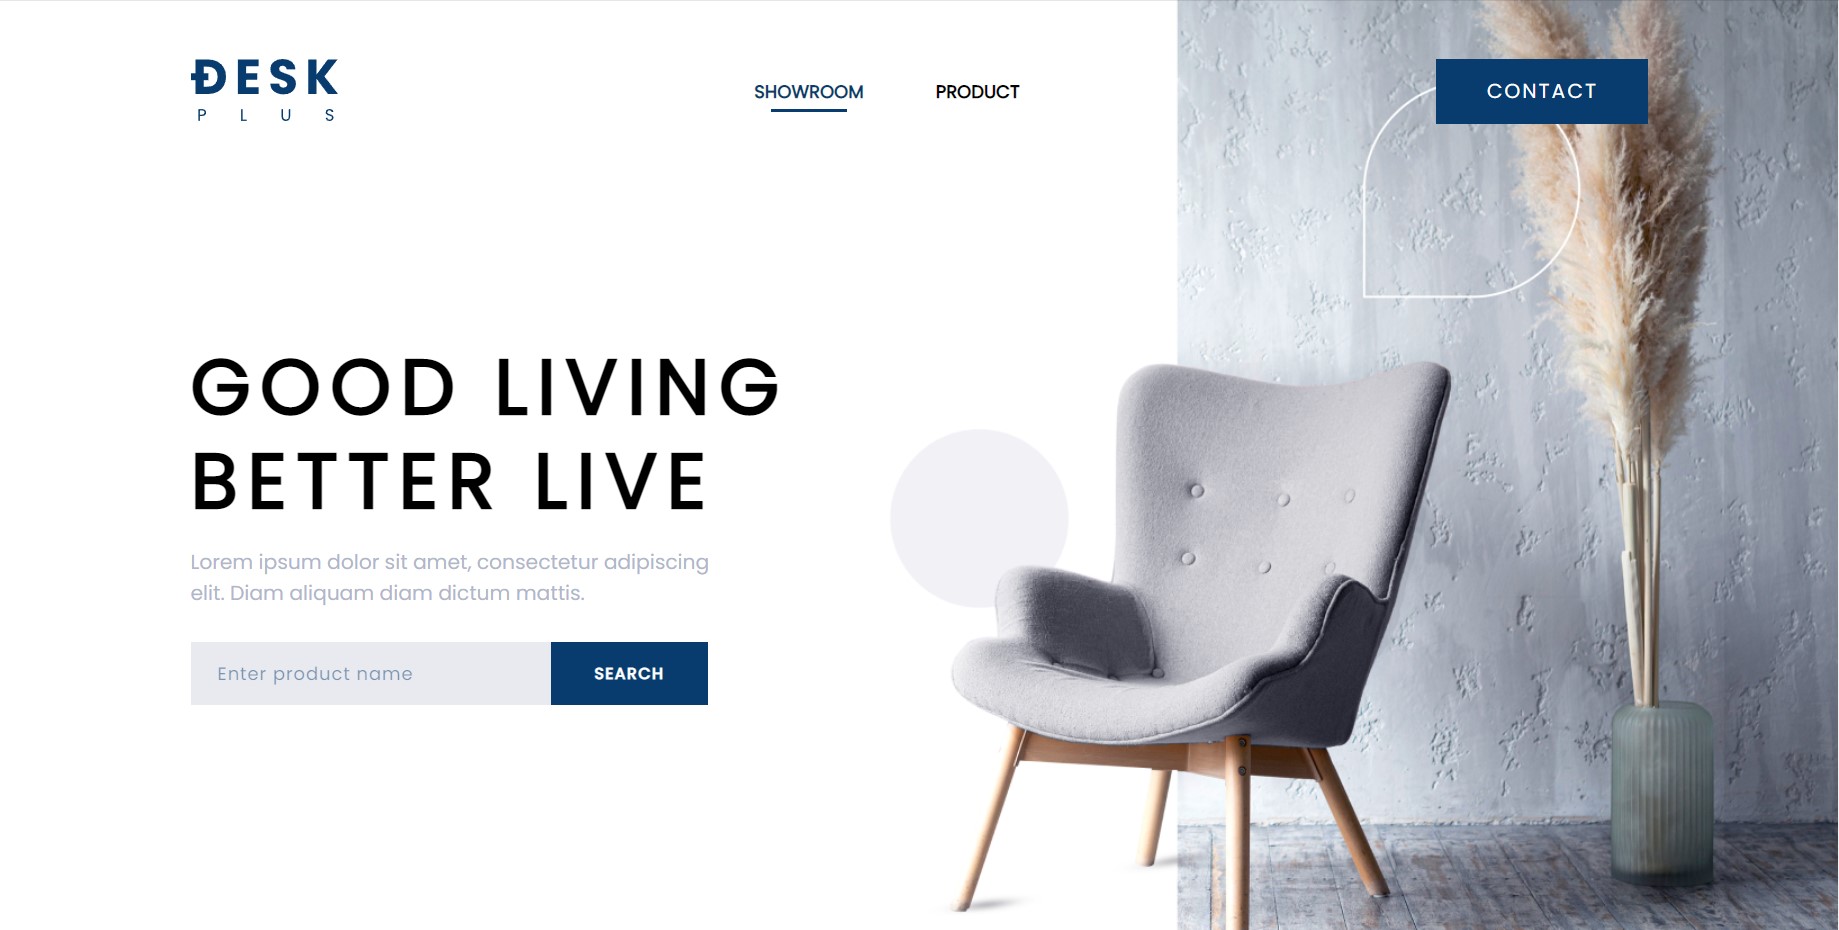 ĐESK
PLUS
SHOWROOM
PRODUCT
CONTACT
GOOD LIVING
BETTER LIVE
Lorem ipsum dolor sit amet, consectetur adipiscing
elit. Diam aliquam diam dictum mattis.
Enter product name
SEARCH